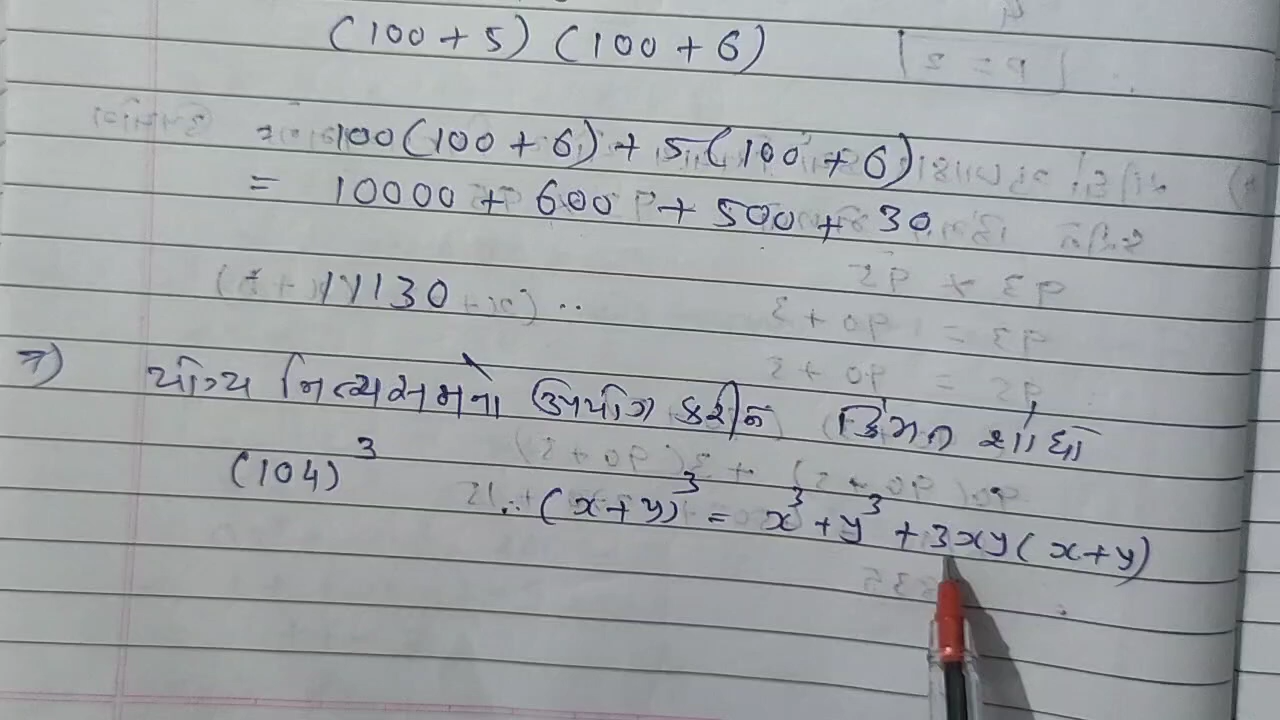 (100 + 5) (100 + 6)
= 100(100 + 6) + 5(100 + 6)
= 10000 + 600 + 500 + 30
11130
→) યોગ્ય નિત્યસમનો ઉપયોગ કરીને કિંમત શોધો
(104)³
∴ (x+y)³ = x³ + y³ + 3xy(x+y)